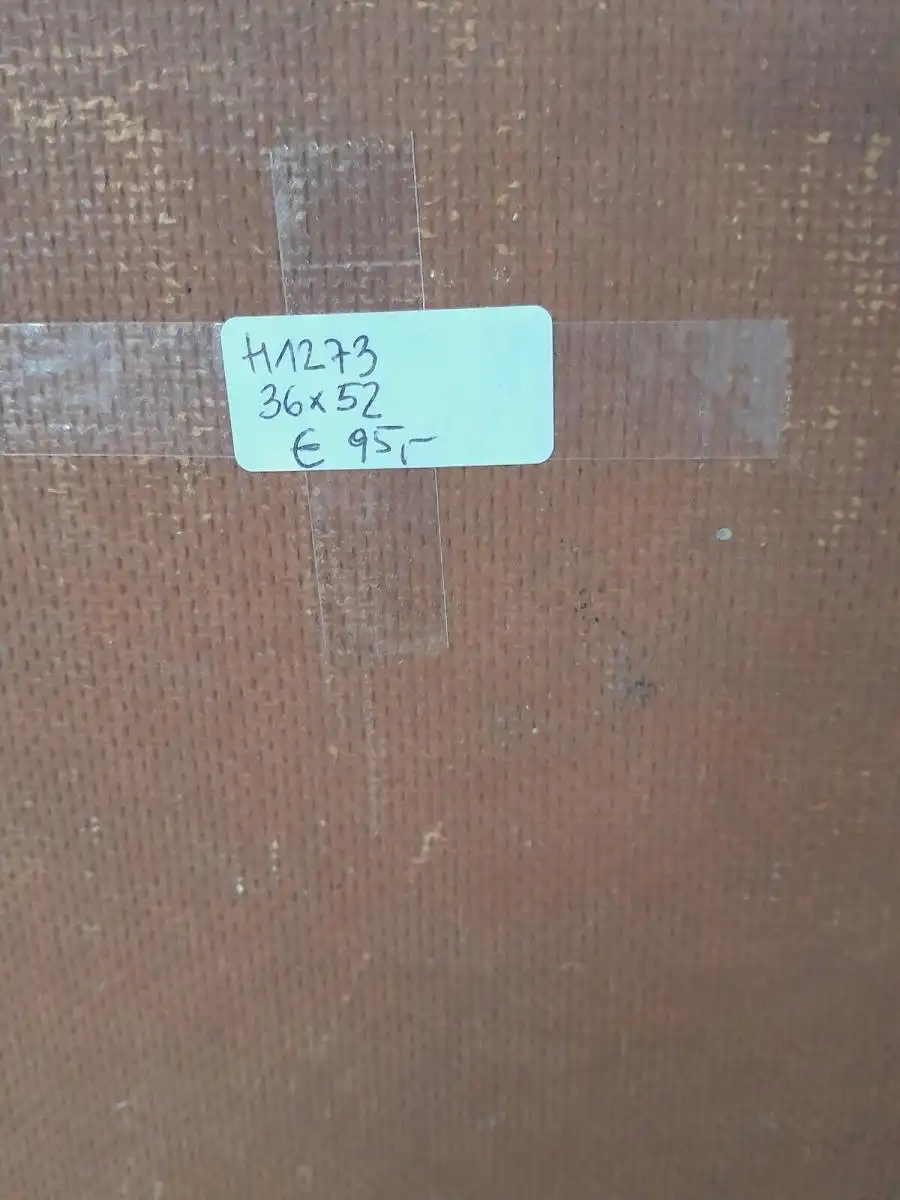 H1273
36x52
€ 95,-